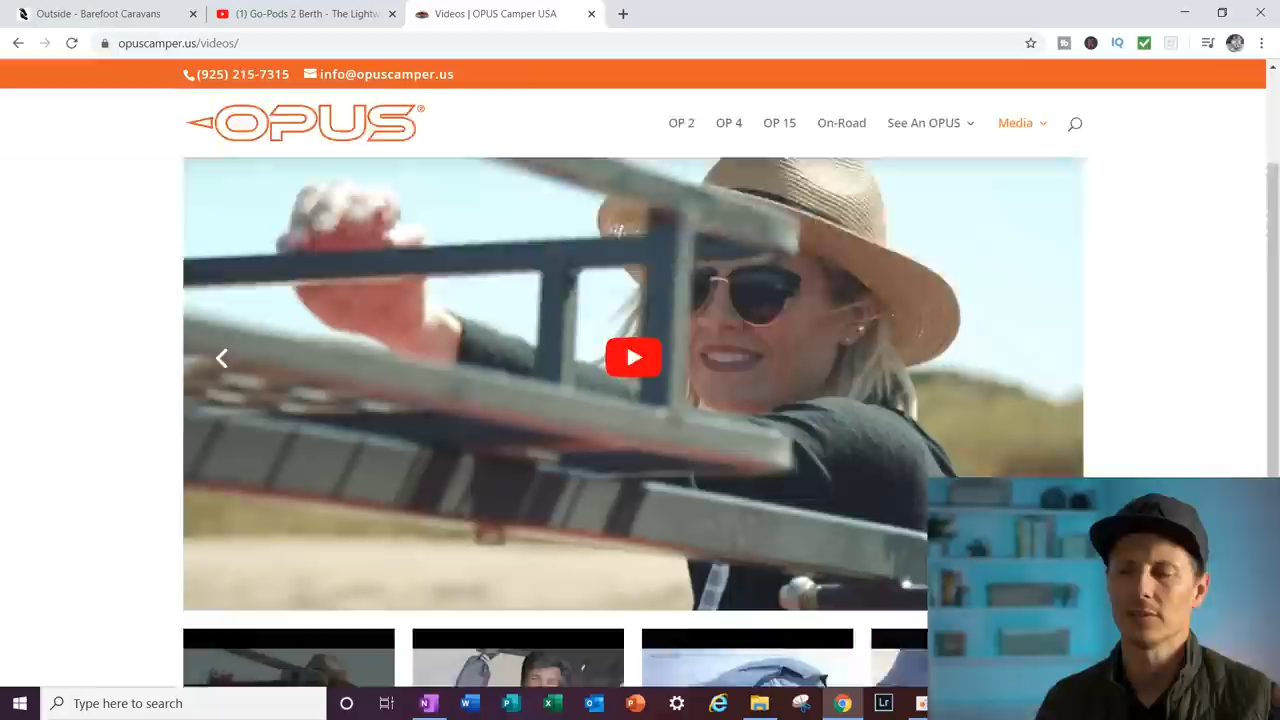 Outside - Barefoot Caravans
(1) Go-Pods 2 Berth - The Lightw
Videos | OPUS Camper USA
opuscamper.us/videos/
IQ
(925) 215-7315
info@opuscamper.us
OPUS®
OP 2
OP 4
OP 15
On-Road
See An OPUS
Media
Type here to search
Lr